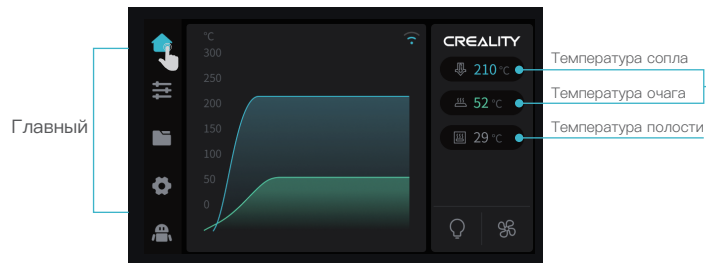 Главный
°C
300
250
200
150
100
50
0
CREALITY
210 °C
52 °C
29 °C
Температура сопла
Температура очага
Температура полости